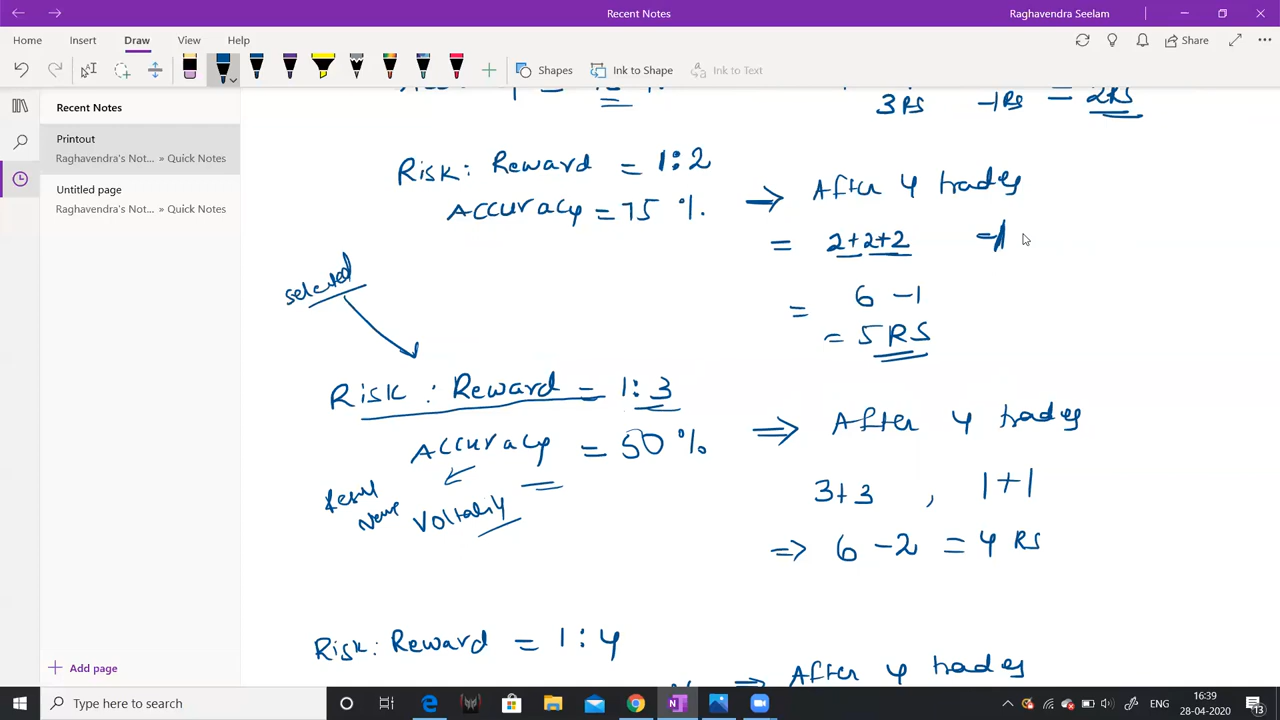 Recent Notes
Raghavendra Seelam
Home Insert Draw View Help
Share
Shapes
Ink to Shape
Ink to Text
Recent Notes
Printout
Raghavendra's Not... » Quick Notes
Untitled page
Raghavendra's Not... » Quick Notes
3 RS -1RS = 2RS
Risk: Reward = 1:2
Accuracy = 75 %.
→ After 4 trades
= 2+2+2 -1
= 6 -1
= 5 RS
selected
Risk : Reward = 1:3
Accuracy = 50 %
⇒ After 4 trades
3+3 , 1+1
⇒ 6 -2 = 4 RS
Risk: Reward = 1:4
⇒ After 4 trades
Add page
Type here to search
ENG
16:39
28-04-2020
13